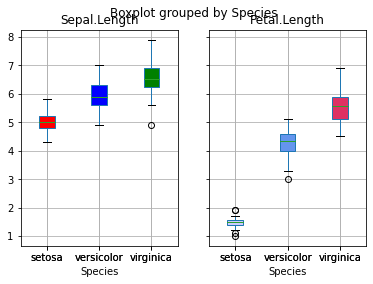 Boxplot grouped by Species
Sepal.Length
Petal.Length
8
7
6
5
4
3
2
1
setosa versicolor virginica
setosa versicolor virginica
Species
Species